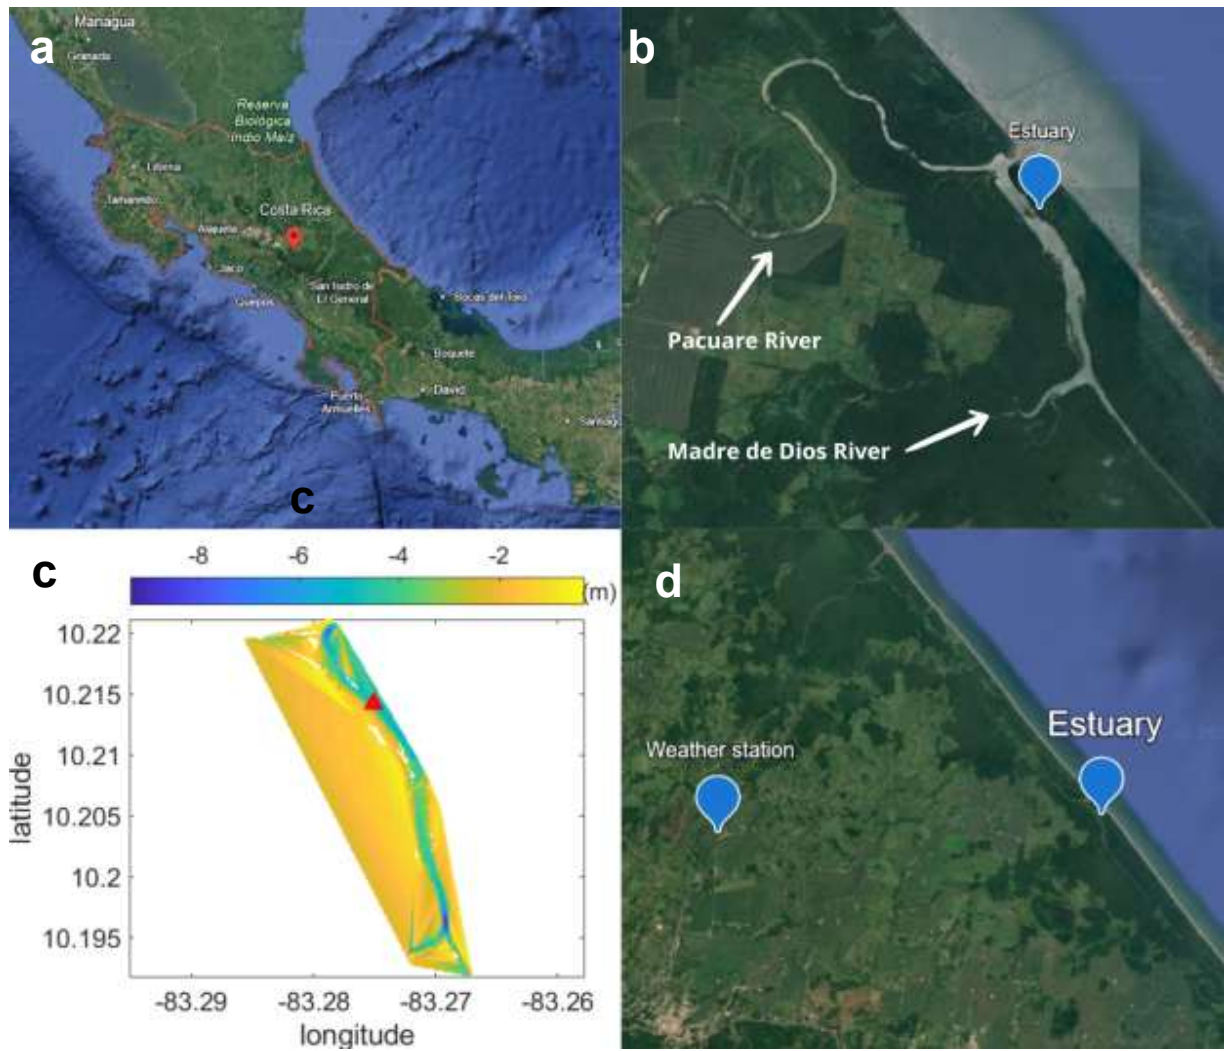 a
Managua
Granada
Reserva
Biológica
Indio Maíz
Liberia
Tamarindo
Costa Rica
Alajuela
Jaco
Quepos
San Isidro de
El General
Bocas del Toro
Boquete
David
Puerto
Armuelles
Santiago
c
b
Estuary
Pacuare River
Madre de Dios River
c
-8 -6 -4 -2
(m)
10.22
10.215
10.21
10.205
10.2
10.195
latitude
-83.29 -83.28 -83.27 -83.26
longitude
d
Weather station
Estuary